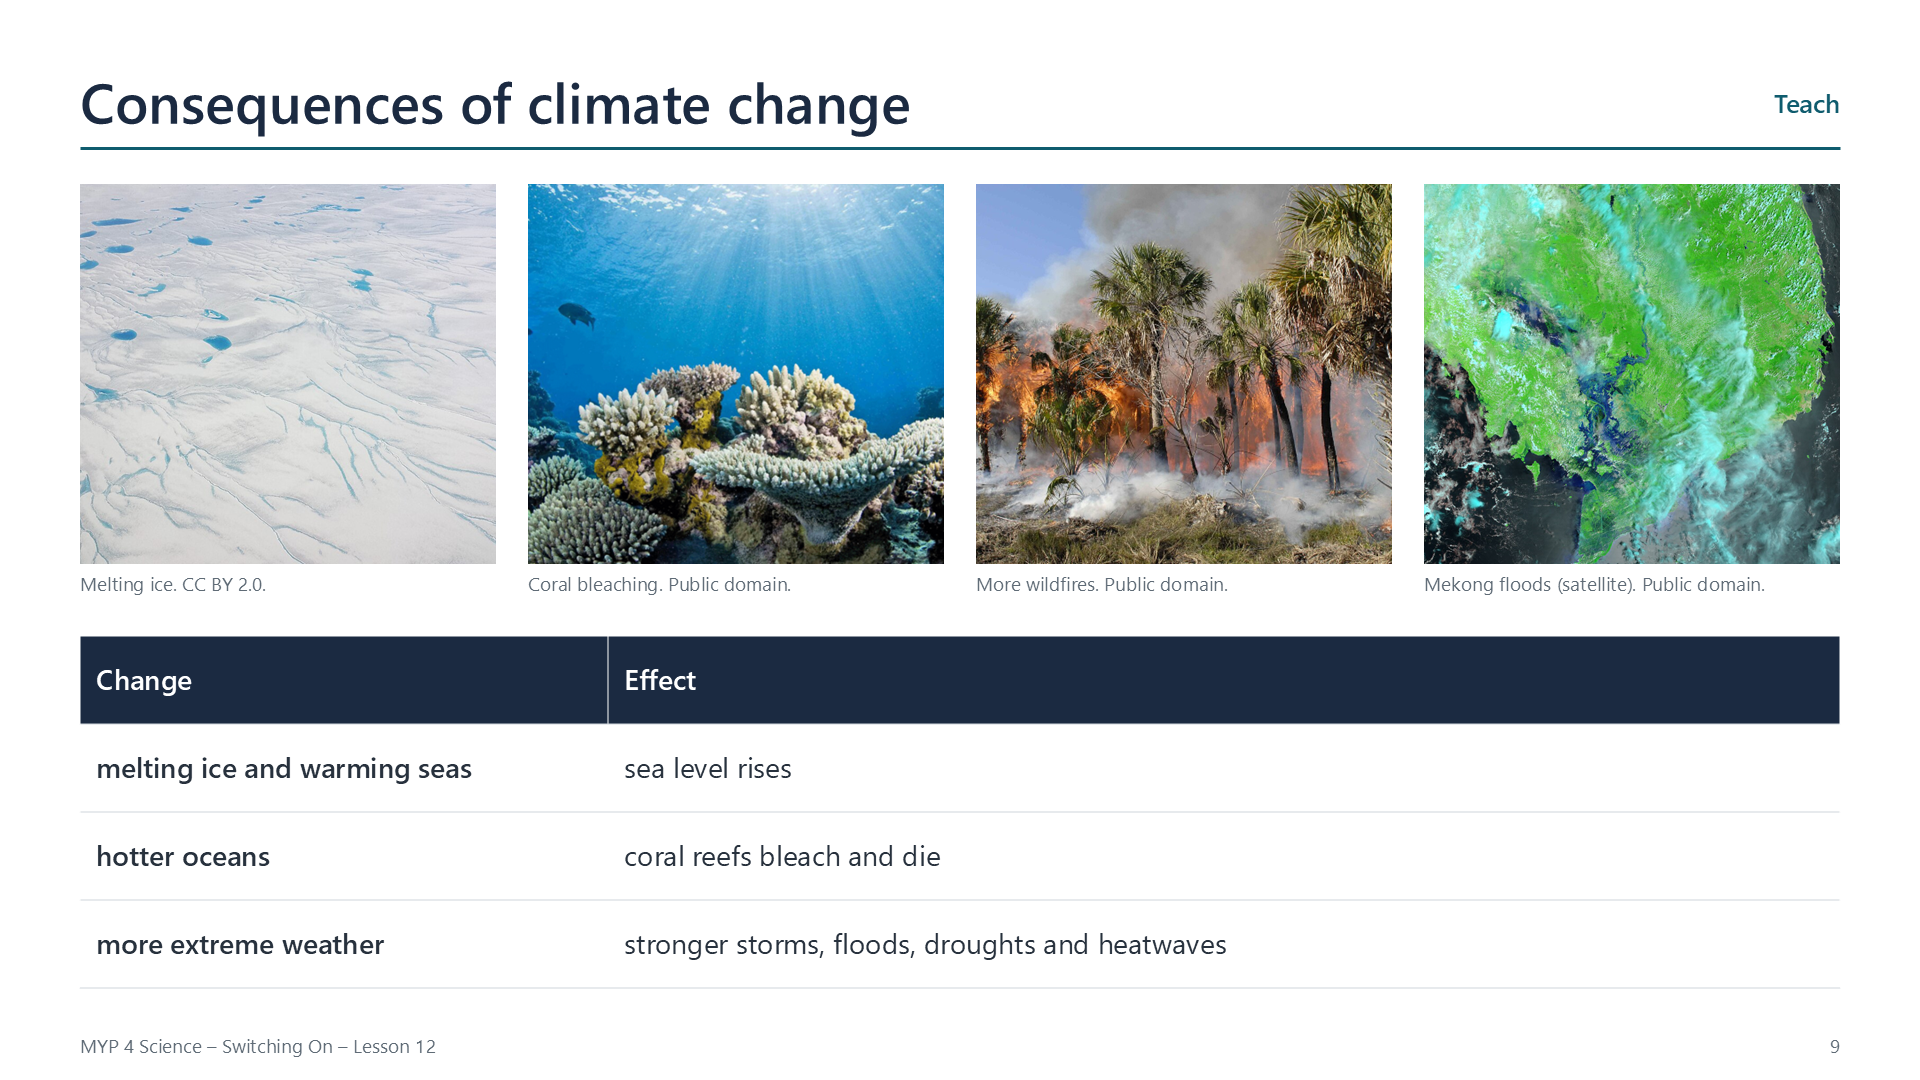 Consequences of climate change
Teach
Melting ice. CC BY 2.0.
Coral bleaching. Public domain.
More wildfires. Public domain.
Mekong floods (satellite). Public domain.
Change
Effect
melting ice and warming seas
sea level rises
hotter oceans
coral reefs bleach and die
more extreme weather
stronger storms, floods, droughts and heatwaves
MYP 4 Science – Switching On – Lesson 12
9